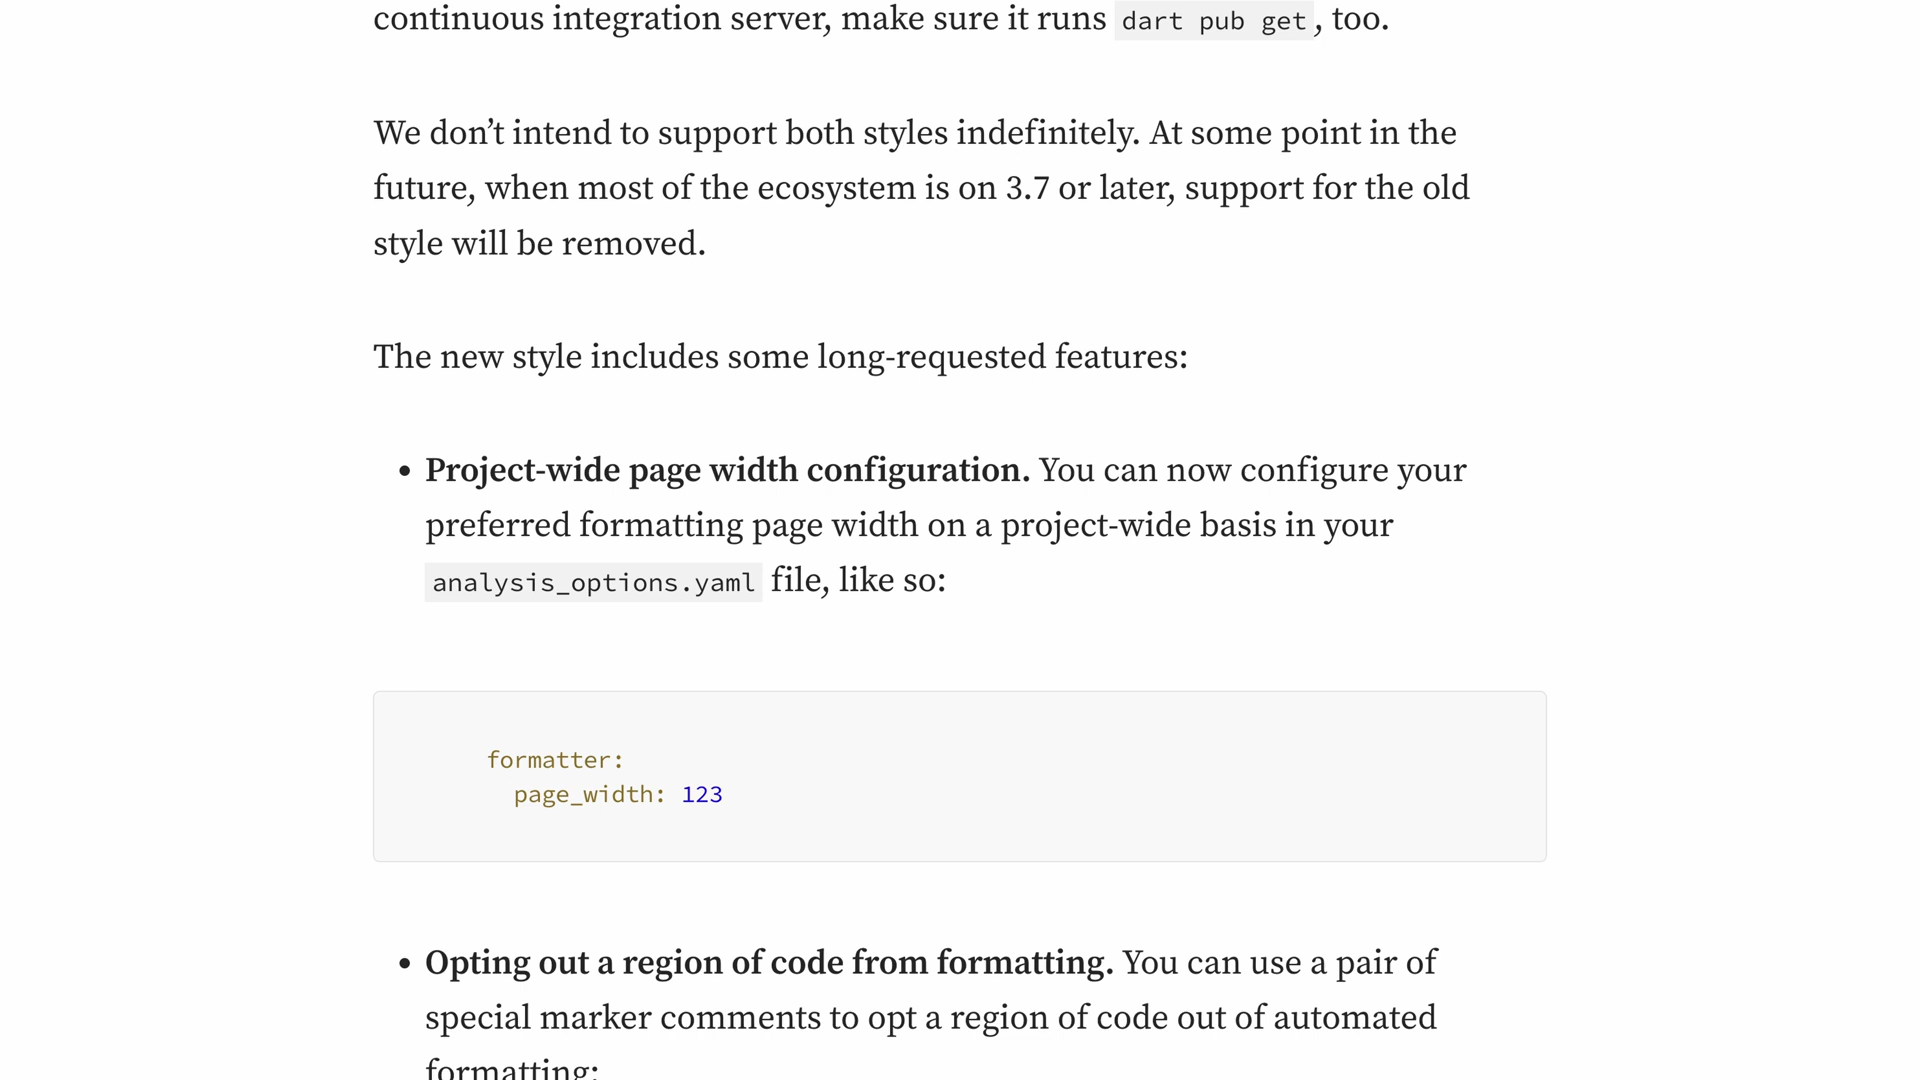 continuous integration server, make sure it runs dart pub get, too.
We don’t intend to support both styles indefinitely. At some point in the
future, when most of the ecosystem is on 3.7 or later, support for the old
style will be removed.
The new style includes some long-requested features:
• Project-wide page width configuration. You can now configure your
preferred formatting page width on a project-wide basis in your
analysis_options.yaml file, like so:
formatter:
  page_width: 123
• Opting out a region of code from formatting. You can use a pair of
special marker comments to opt a region of code out of automated
formatting: